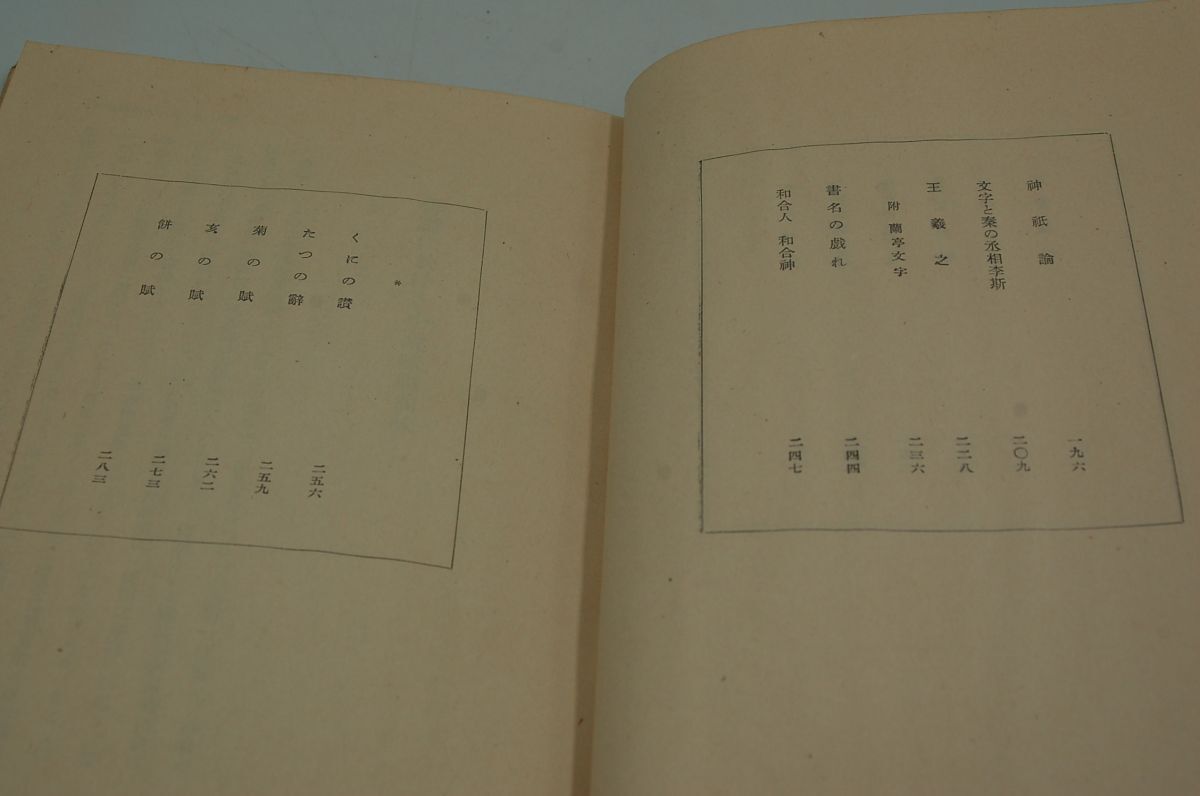 神祇論 一九六
文字と秦の丞相李斯 二〇九
王羲之 二二八
附 蘭亭文字 二三六
書名の戯れ 二四四
和合人 和合神 二四七
*
くにの讃 二五六
たつの辭 二五九
菊の賦 二六二
亥の賦 二七三
餅の賦 二八三